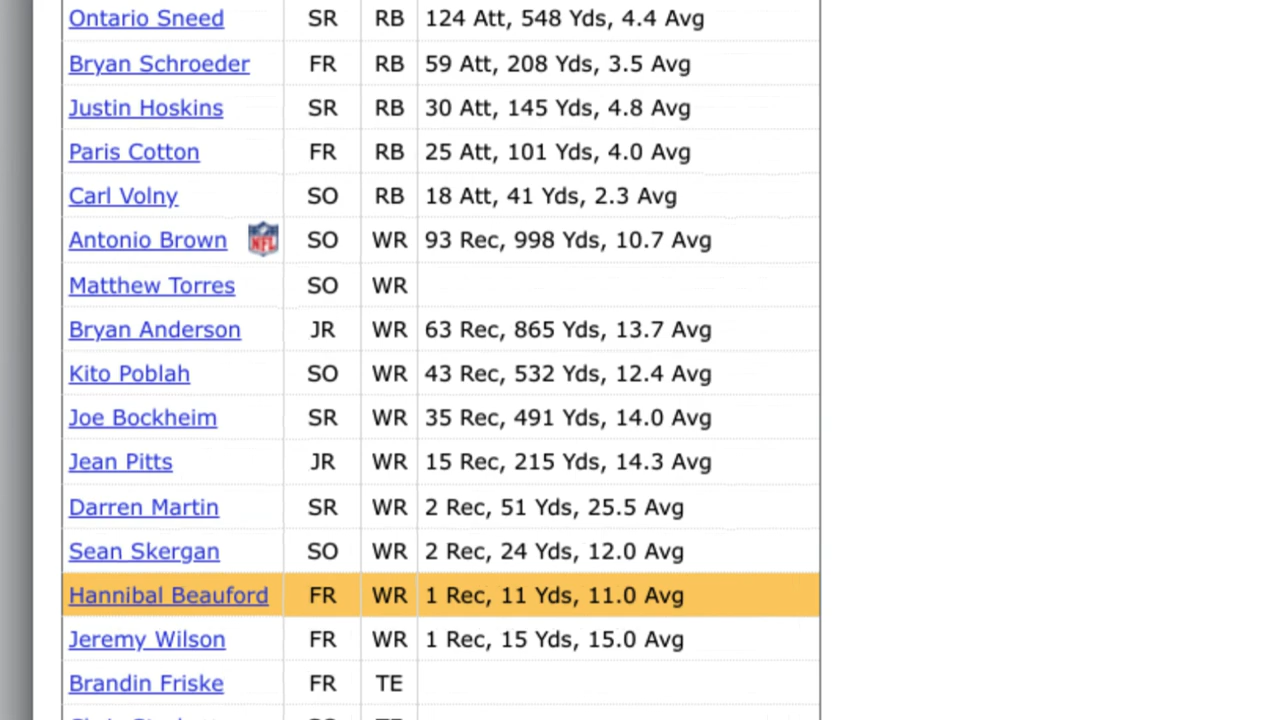 Ontario Sneed SR RB 124 Att, 548 Yds, 4.4 Avg
Bryan Schroeder FR RB 59 Att, 208 Yds, 3.5 Avg
Justin Hoskins SR RB 30 Att, 145 Yds, 4.8 Avg
Paris Cotton FR RB 25 Att, 101 Yds, 4.0 Avg
Carl Volny SO RB 18 Att, 41 Yds, 2.3 Avg
Antonio Brown NFL SO WR 93 Rec, 998 Yds, 10.7 Avg
Matthew Torres SO WR
Bryan Anderson JR WR 63 Rec, 865 Yds, 13.7 Avg
Kito Poblah SO WR 43 Rec, 532 Yds, 12.4 Avg
Joe Bockheim SR WR 35 Rec, 491 Yds, 14.0 Avg
Jean Pitts JR WR 15 Rec, 215 Yds, 14.3 Avg
Darren Martin SR WR 2 Rec, 51 Yds, 25.5 Avg
Sean Skergan SO WR 2 Rec, 24 Yds, 12.0 Avg
Hannibal Beauford FR WR 1 Rec, 11 Yds, 11.0 Avg
Jeremy Wilson FR WR 1 Rec, 15 Yds, 15.0 Avg
Brandin Friske FR TE